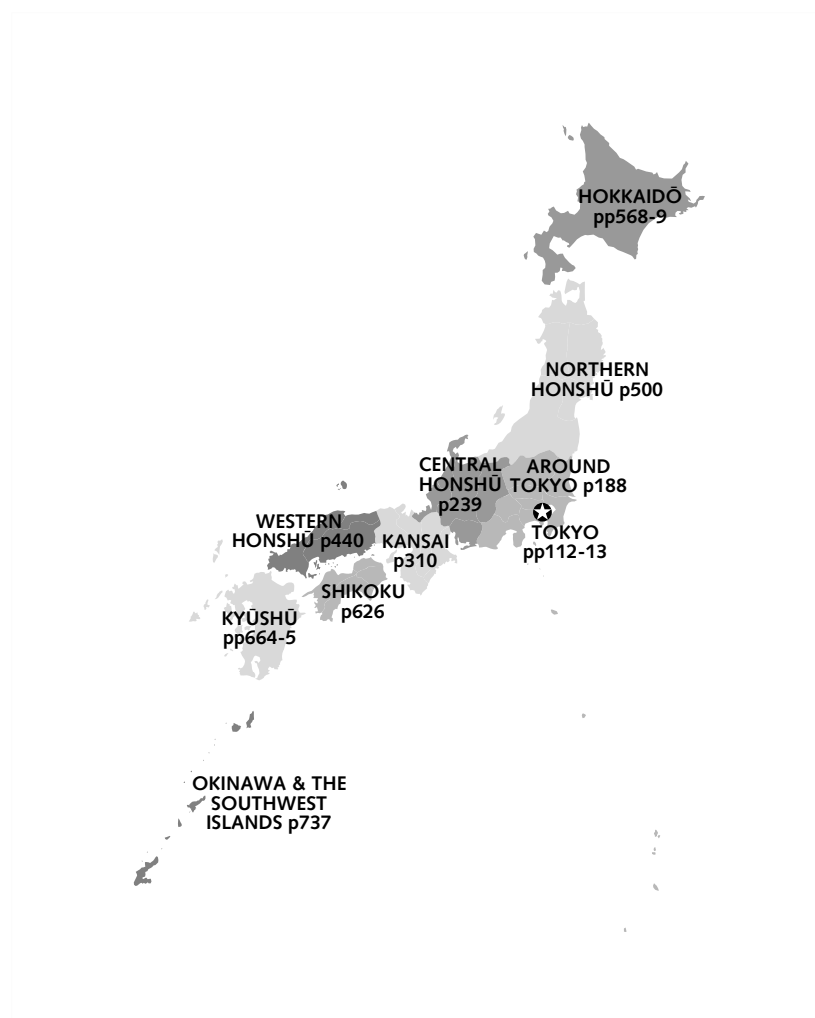 HOKKAIDŌ
pp568-9
NORTHERN
HONSHŪ p500
CENTRAL
HONSHŪ
p239
AROUND
TOKYO p188
TOKYO
pp112-13
WESTERN
HONSHŪ p440
KANSAI
p310
SHIKOKU
p626
KYŪSHŪ
pp664-5
OKINAWA & THE
SOUTHWEST
ISLANDS p737